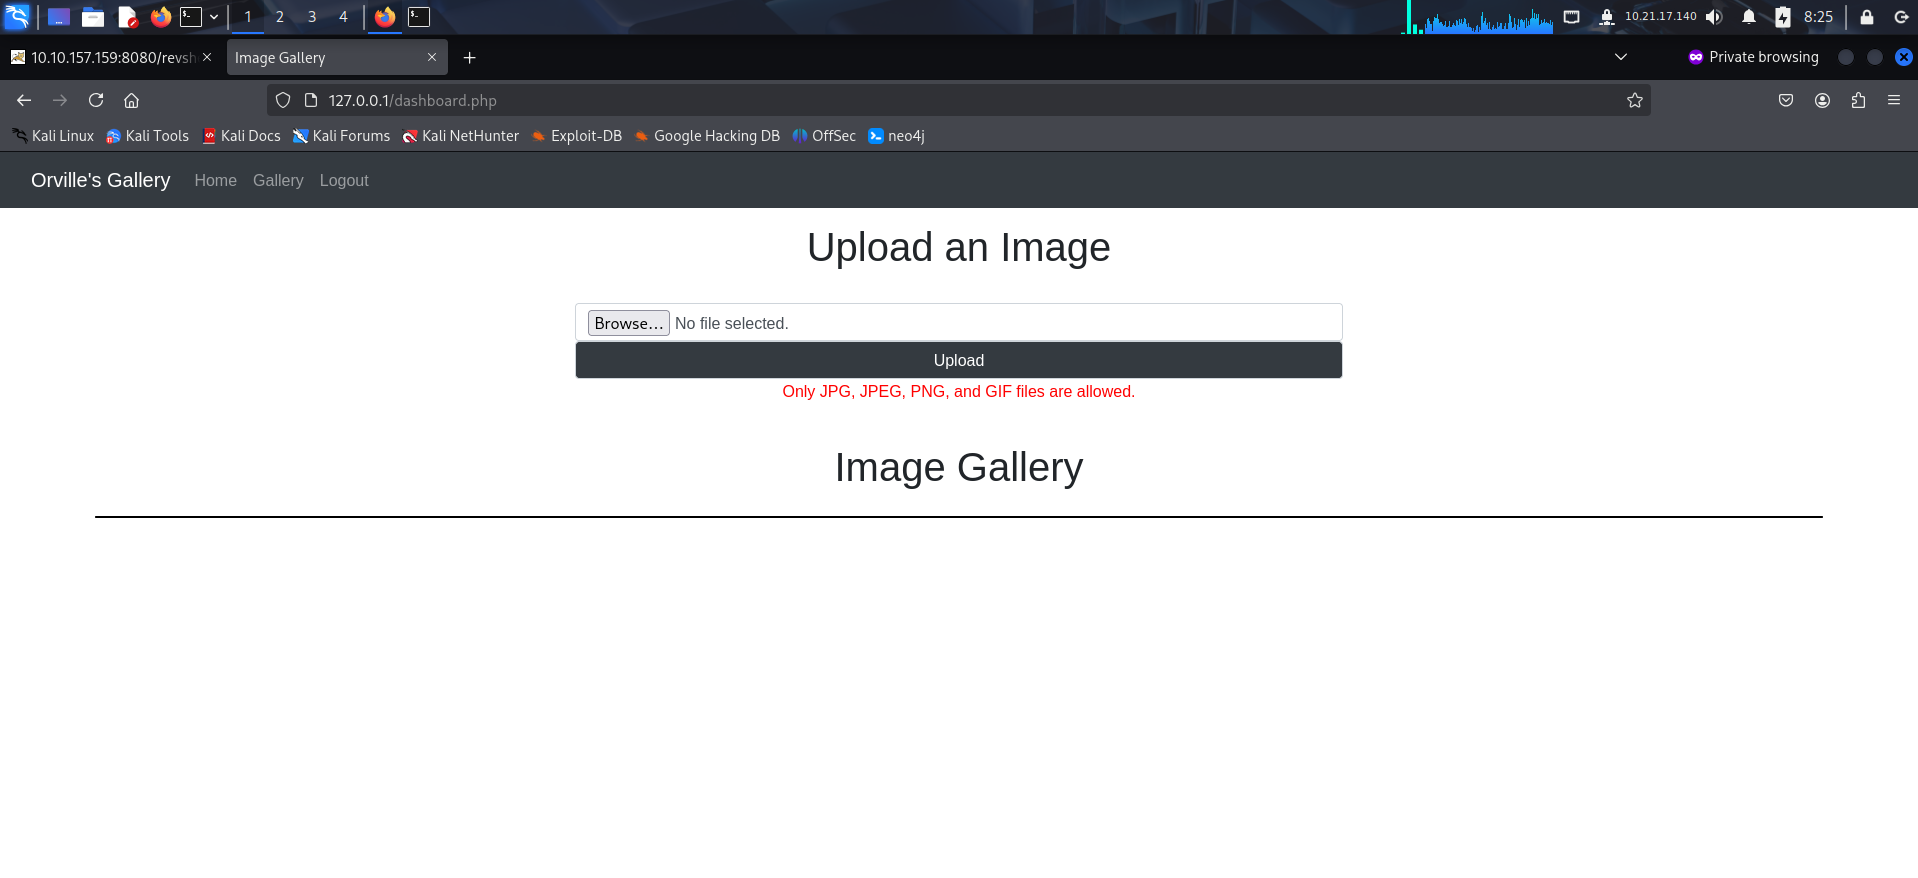 1 2 3 4 10.21.17.140 8:25
10.10.157.159:8080/revsh Image Gallery Private browsing
127.0.0.1/dashboard.php
Kali Linux Kali Tools Kali Docs Kali Forums Kali NetHunter Exploit-DB Google Hacking DB OffSec neo4j
Orville's Gallery Home Gallery Logout
Upload an Image
Browse... No file selected.
Upload
Only JPG, JPEG, PNG, and GIF files are allowed.
Image Gallery